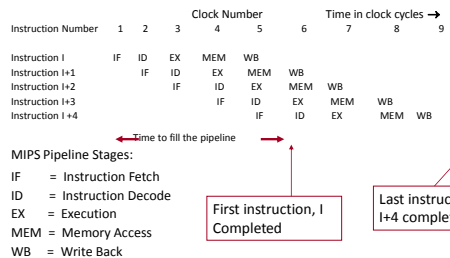 Clock Number Time in clock cycles →
Instruction Number 1 2 3 4 5 6 7 8 9
Instruction I IF ID EX MEM WB
Instruction I+1 IF ID EX MEM WB
Instruction I+2 IF ID EX MEM WB
Instruction I+3 IF ID EX MEM WB
Instruction I +4 IF ID EX MEM WB
Time to fill the pipeline
MIPS Pipeline Stages:
IF = Instruction Fetch
ID = Instruction Decode
EX = Execution
MEM = Memory Access
WB = Write Back
First instruction, I
Completed
Last
I+4